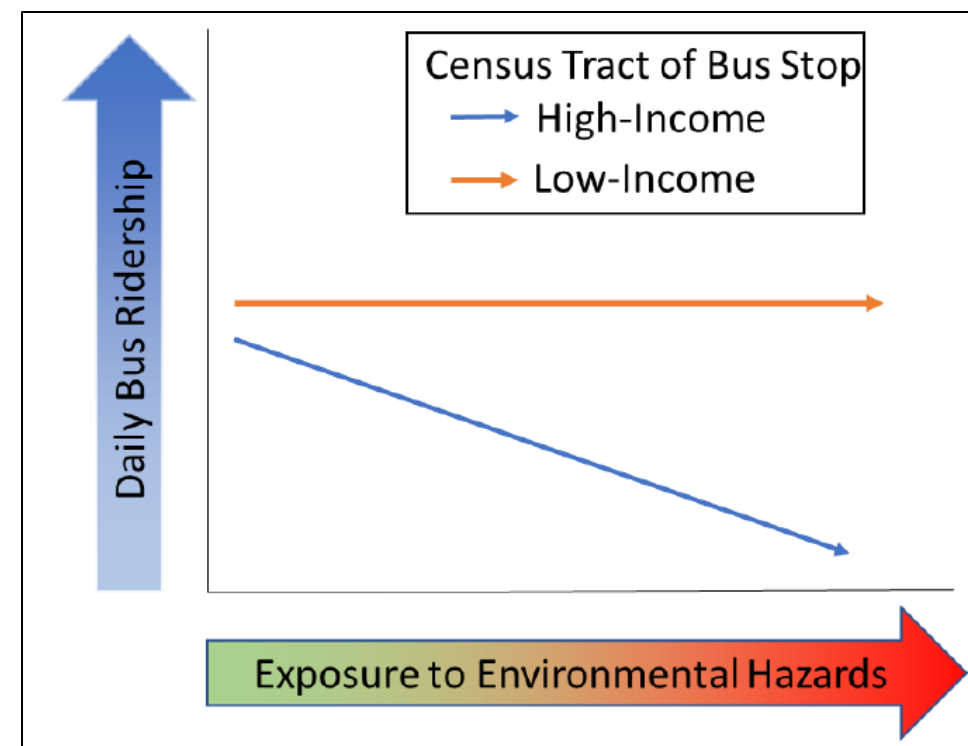 Census Tract of Bus Stop
High-Income
Low-Income
Daily Bus Ridership
Exposure to Environmental Hazards